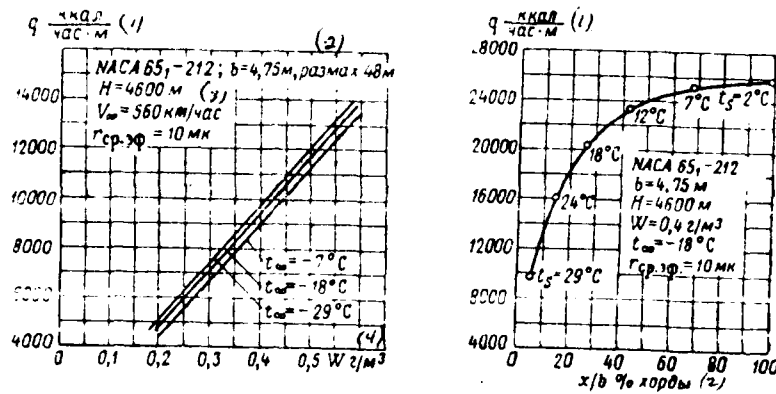 q ккал/час·м (1)
(2)
NACA 65₁-212; b=4,75м, размах 48м
H=4600 м (3)
V∞=560 км/час
rср.эф=10 мк
14000
12000
10000
8000
6000
4000
t∞=-7°C
t∞=-18°C
t∞=-29°C
(4)
0 0,1 0,2 0,3 0,4 0,5 W г/м³
q ккал/час·м (1)
28000
24000
20000
16000
12000
8000
4000
7°C tS=2°C
12°C
18°C
24°C
tS=29°C
NACA 65₁-212
b=4,75 м
H=4600м
W=0,4 г/м³
t∞=-18°C
rср.эф.=10мк
0 20 40 60 80 100
x/b % хорды (2)